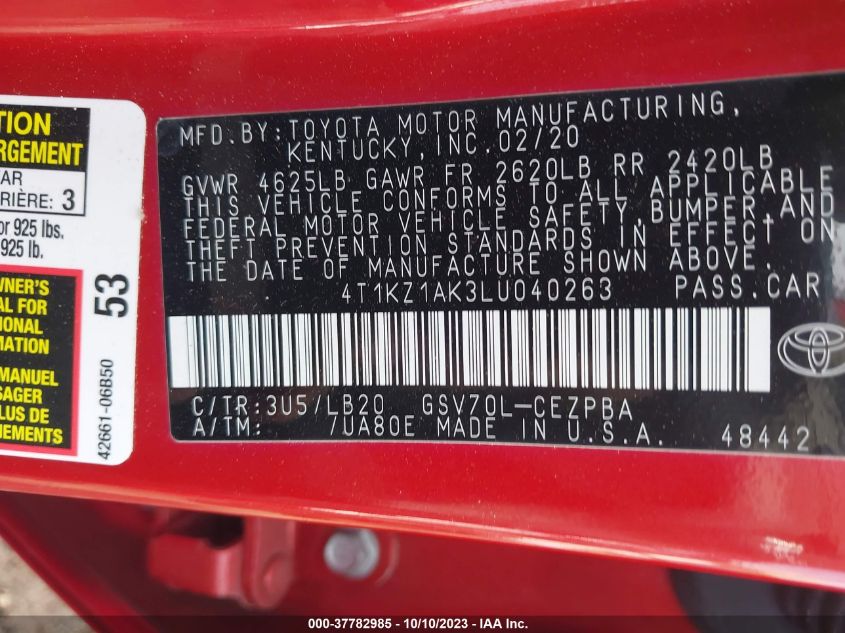 TION
RGEMENT
AR
RIÈRE: 3
or 925 lbs.
925 lb.
WNER'S
AL FOR
TIONAL
MATION
MANUEL
SAGER
PLUS DE
NEMENTS
53
42661-06B50
MFD.BY:TOYOTA MOTOR MANUFACTURING,
KENTUCKY,INC.02/20
GVWR 4625LB GAWR FR 2620LB RR 2420LB
THIS VEHICLE CONFORMS TO ALL APPLICABLE
FEDERAL MOTOR VEHICLE SAFETY,BUMPER,AND
THEFT PREVENTION STANDARDS IN EFFECT ON
THE DATE OF MANUFACTURE SHOWN ABOVE.
4T1KZ1AK3LU040263 PASS.CAR
C/TR:3U5/LB20 GSV70L-CEZPBA
A/TM: /UA80E MADE IN U.S.A.
48442
000-37782985 - 10/10/2023 - IAA Inc.